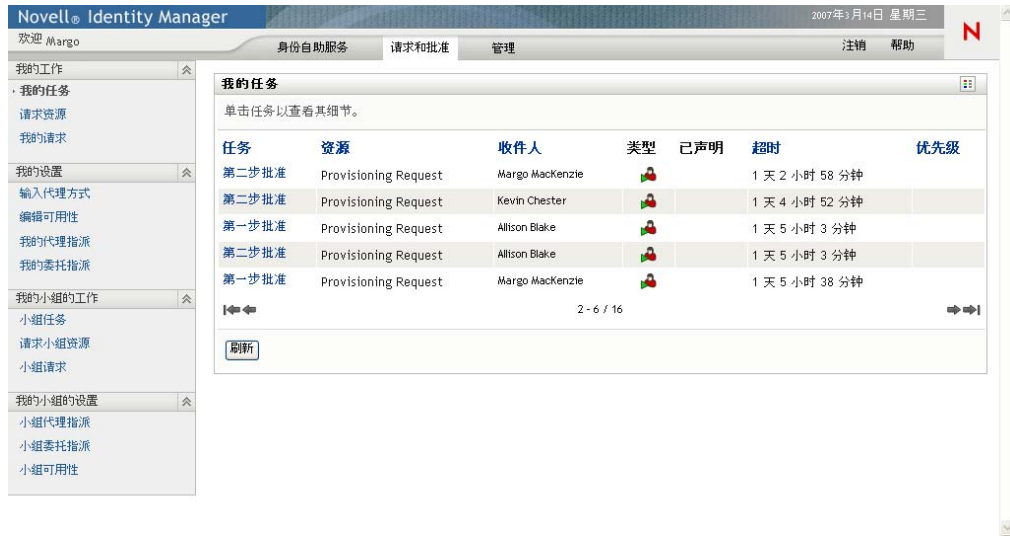 Novell® Identity Manager
2007年3月14日 星期三
N
欢迎 Margo
身份自助服务 请求和批准 管理 注销 帮助
我的工作
我的任务
请求资源
我的请求
我的设置
输入代理方式
编辑可用性
我的代理指派
我的委托指派
我的小组的工作
小组任务
请求小组资源
小组请求
我的小组的设置
小组代理指派
小组委托指派
小组可用性
我的任务
单击任务以查看其细节。
任务 资源 收件人 类型 已声明 超时 优先级
第二步批准 Provisioning Request Margo MacKenzie 1 天 2 小时 58 分钟
第二步批准 Provisioning Request Kevin Chester 1 天 4 小时 52 分钟
第一步批准 Provisioning Request Allison Blake 1 天 5 小时 3 分钟
第二步批准 Provisioning Request Allison Blake 1 天 5 小时 3 分钟
第一步批准 Provisioning Request Margo MacKenzie 1 天 5 小时 38 分钟
2 - 6 / 16
刷新